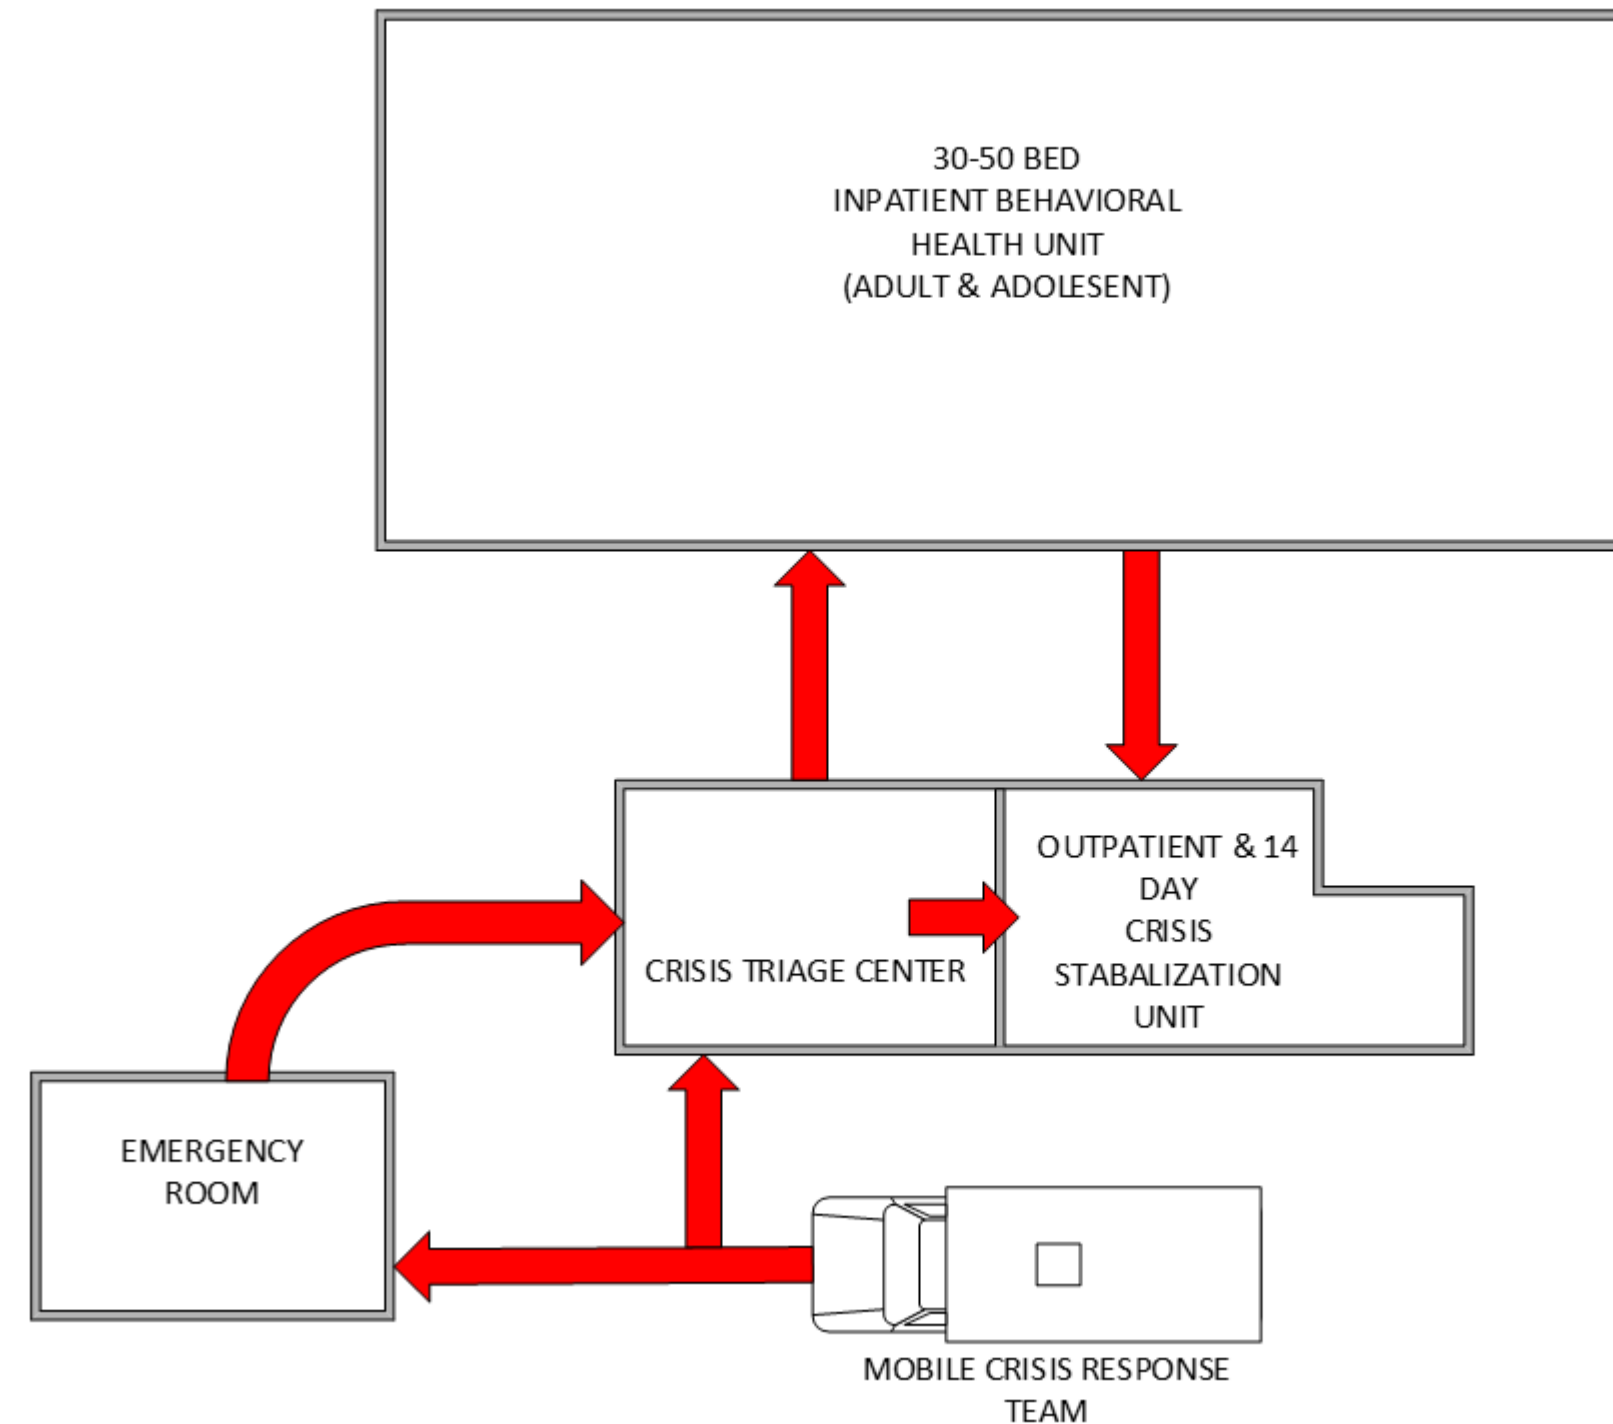 30-50 BED
INPATIENT BEHAVIORAL
HEALTH UNIT
(ADULT & ADOLESENT)
OUTPATIENT & 14
DAY
CRISIS
STABALIZATION
UNIT
CRISIS TRIAGE CENTER
EMERGENCY
ROOM
MOBILE CRISIS RESPONSE
TEAM